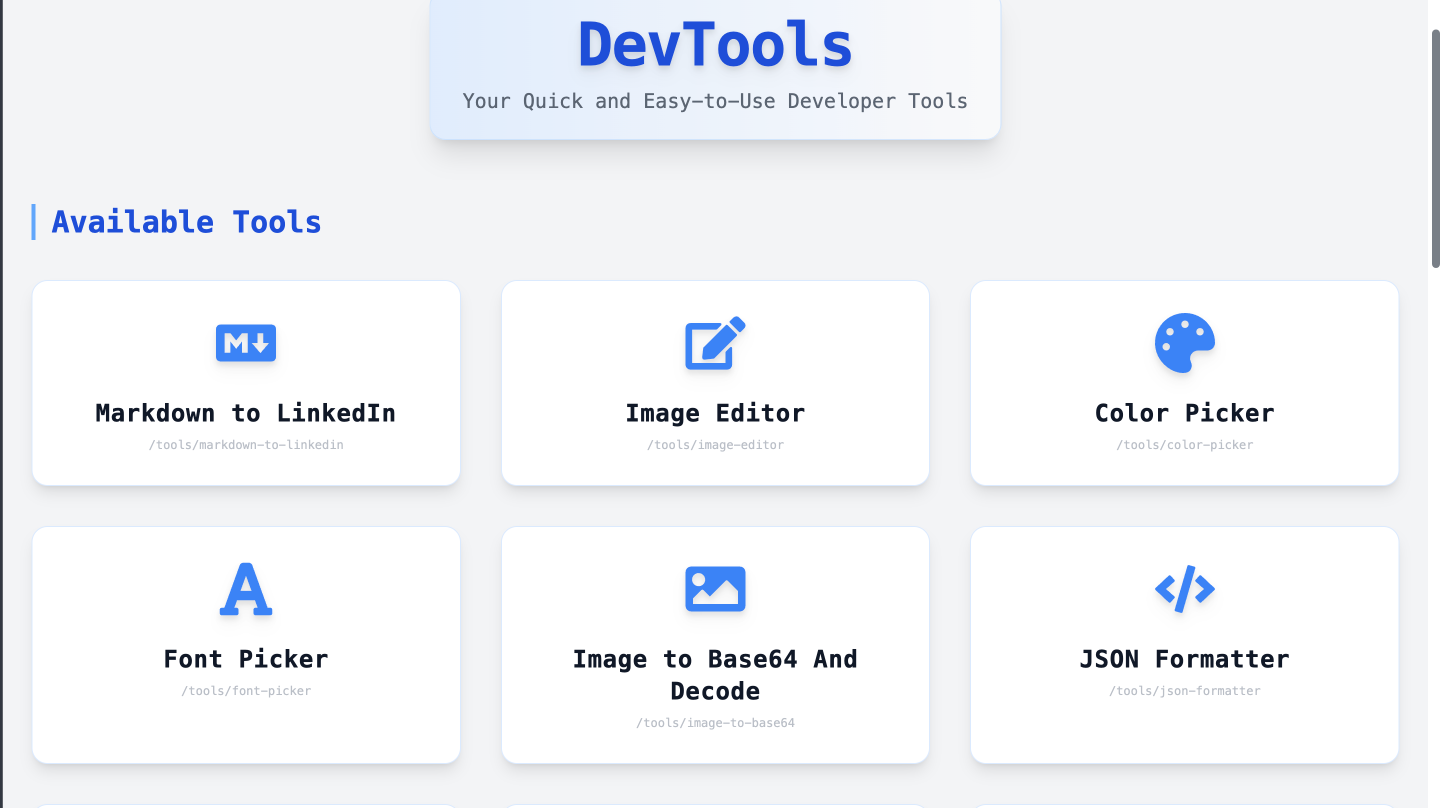 DevTools
Your Quick and Easy-to-Use Developer Tools
Available Tools
M
Markdown to LinkedIn
/tools/markdown-to-linkedin
Image Editor
/tools/image-editor
Color Picker
/tools/color-picker
A
Font Picker
/tools/font-picker
Image to Base64 And
Decode
/tools/image-to-base64
</>
JSON Formatter
/tools/json-formatter